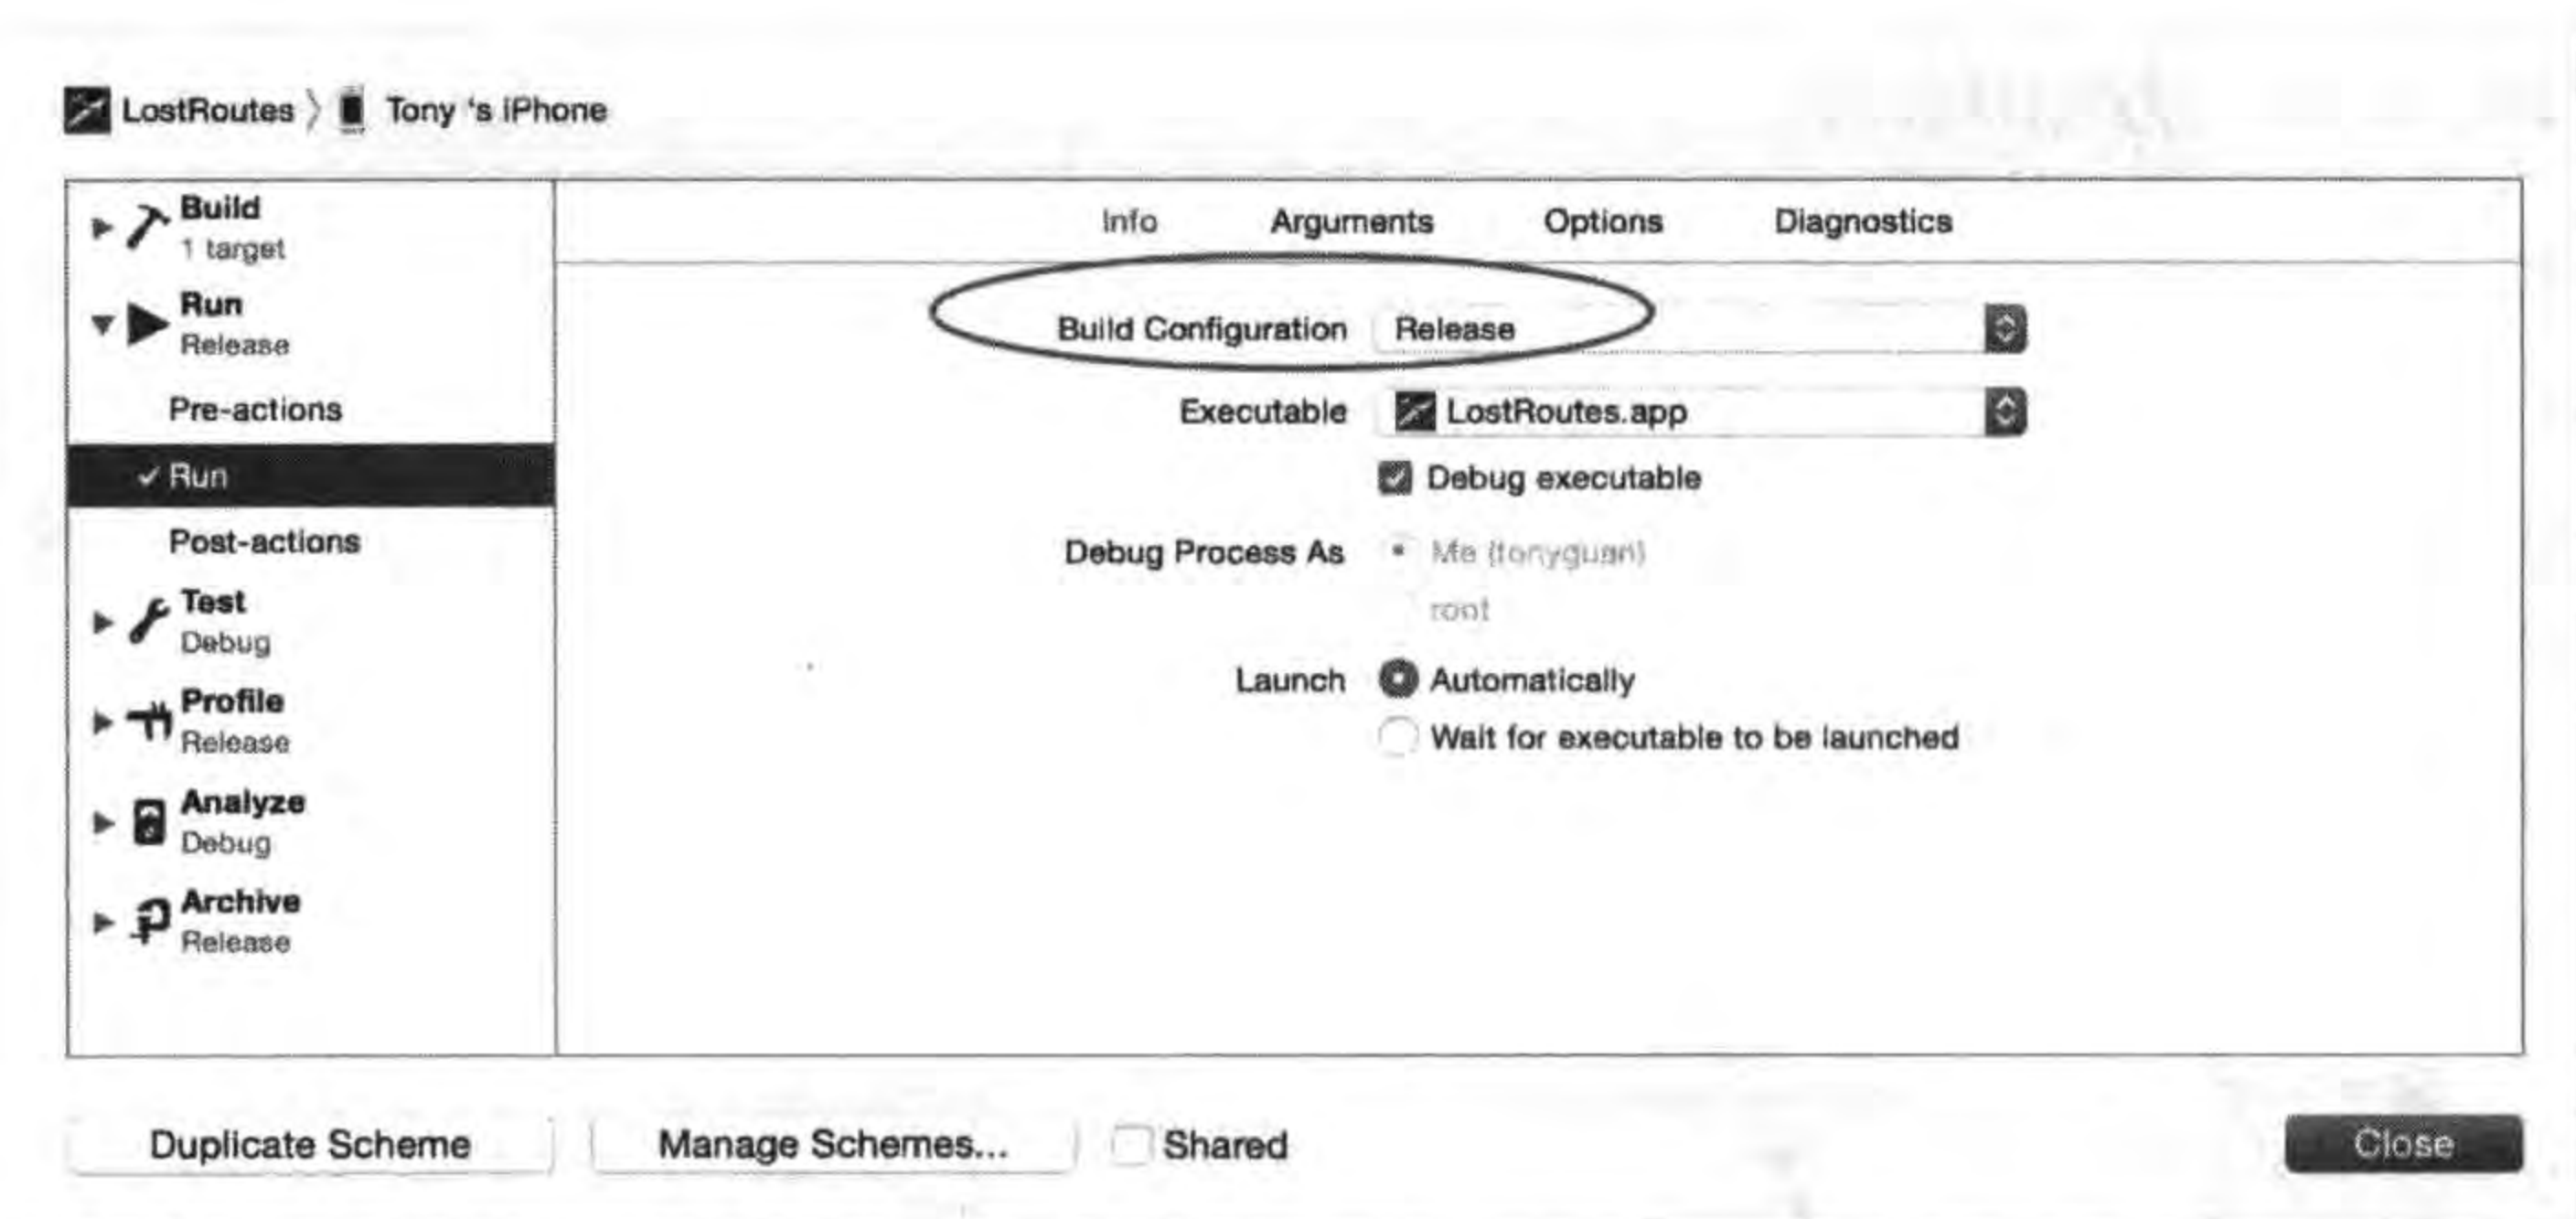 LostRoutes Tony 's iPhone
Build
1 target
Run
Release
Pre-actions
Run
Post-actions
Test
Debug
Profile
Release
Analyze
Debug
Archive
Release
Info Arguments Options Diagnostics
Build Configuration Release
Executable LostRoutes.app
Debug executable
Debug Process As Me (tonyguan)
root
Launch Automatically
Wait for executable to be launched
Duplicate Scheme Manage Schemes... Shared Close